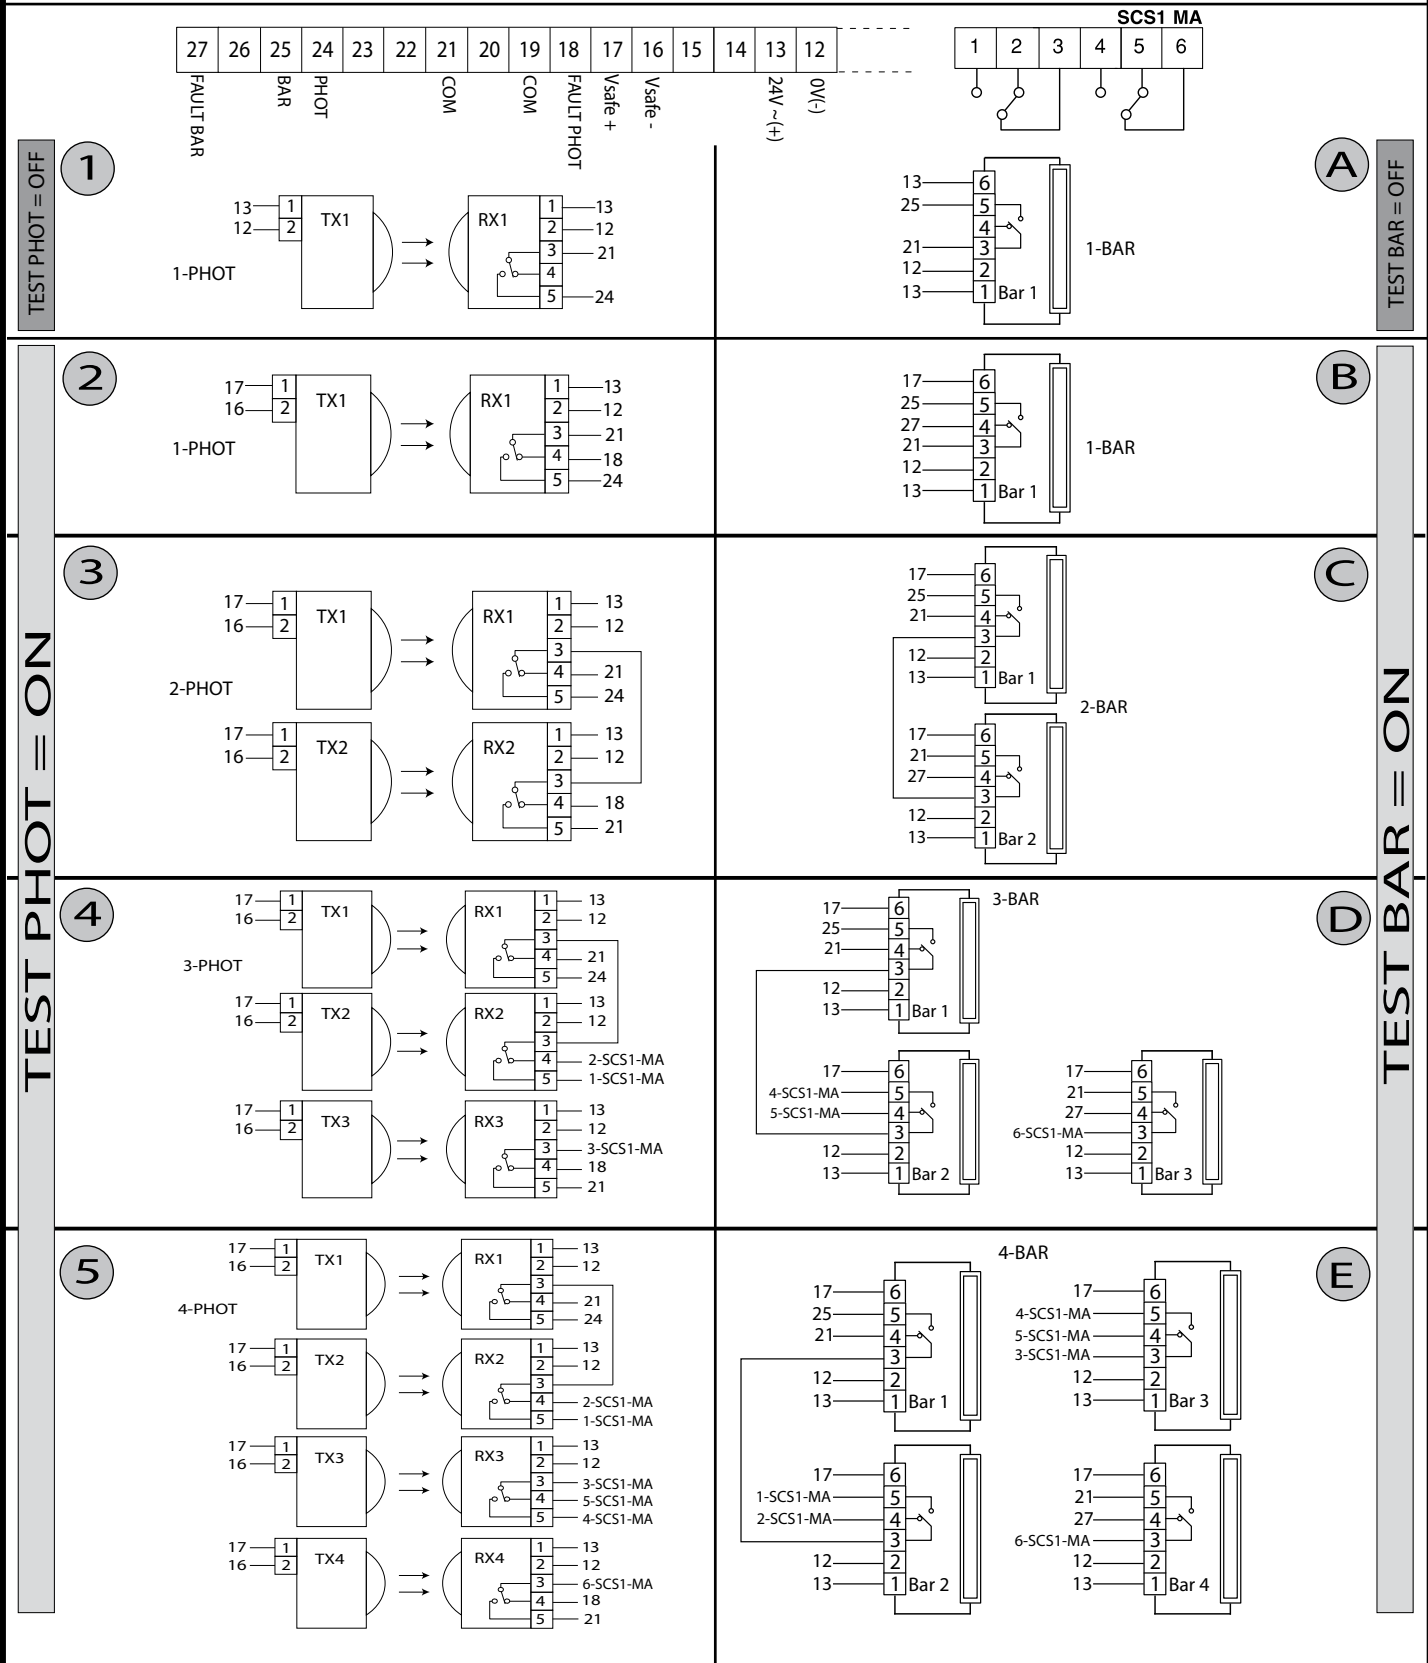 SCS1 MA
27 26 25 24 23 22 21 20 19 18 17 16 15 14 13 12
1 2 3 4 5 6
FAULT BAR
BAR
PHOT
COM
COM
FAULT PHOT
Vsafe +
Vsafe -
24V ~(+)
0V(-)
TEST PHOT = OFF
1
13 1 TX1 RX1 1 13
12 2 2 12
3 21
1-PHOT 4
5 24
A
TEST BAR = OFF
13 6
25 5
4
21 3 1-BAR
12 2
13 1 Bar 1
TEST PHOT = ON
2
17 1 TX1 RX1 1 13
16 2 2 12
3 21
1-PHOT 4 18
5 24
B
TEST BAR = ON
17 6
25 5
27 4
21 3 1-BAR
12 2
13 1 Bar 1
3
17 1 TX1 RX1 1 13
16 2 2 12
3
4 21
2-PHOT 5 24
17 1 TX2 RX2 1 13
16 2 2 12
3
4 18
5 21
C
17 6
25 5
21 4
3
12 2
13 1 Bar 1
2-BAR
17 6
21 5
27 4
3
12 2
13 1 Bar 2
4
17 1 TX1 RX1 1 13
16 2 2 12
3
3-PHOT 4 21
5 24
17 1 TX2 RX2 1 13
16 2 2 12
3
4 2-SCS1-MA
5 1-SCS1-MA
17 1 TX3 RX3 1 13
16 2 2 12
3 3-SCS1-MA
4 18
5 21
D
3-BAR
17 6
25 5
21 4
3
12 2
13 1 Bar 1
17 6
4-SCS1-MA 5
5-SCS1-MA 4
3
12 2
13 1 Bar 2
17 6
21 5
27 4
6-SCS1-MA 3
12 2
13 1 Bar 3
5
17 1 TX1 RX1 1 13
16 2 2 12
3
4-PHOT 4 21
5 24
17 1 TX2 RX2 1 13
16 2 2 12
3
4 2-SCS1-MA
5 1-SCS1-MA
17 1 TX3 RX3 1 13
16 2 2 12
3 3-SCS1-MA
4 5-SCS1-MA
5 4-SCS1-MA
17 1 TX4 RX4 1 13
16 2 2 12
3 6-SCS1-MA
4 18
5 21
E
4-BAR
17 6
25 5
21 4
3
12 2
13 1 Bar 1
17 6
4-SCS1-MA 5
5-SCS1-MA 4
3-SCS1-MA 3
12 2
13 1 Bar 3
17 6
1-SCS1-MA 5
2-SCS1-MA 4
3
12 2
13 1 Bar 2
17 6
21 5
27 4
6-SCS1-MA 3
12 2
13 1 Bar 4